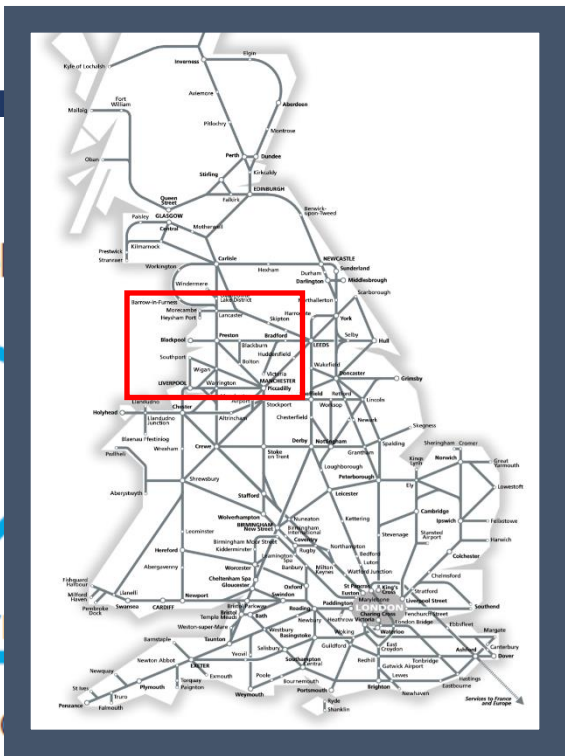 Elgin
Inverness
Kyle of Lochalsh
Aviemore
Fort
William
Aberdeen
Mallaig
Pitlochry
Montrose
Perth
Dundee
Oban
Kirkcaldy
Stirling
Queen
Street
Falkirk
EDINBURGH
Berwick-
upon-Tweed
Paisley
GLASGOW
Central
Motherwell
Kilmarnock
Prestwick
Stranraer
Carlisle
Workington
Hexham
NEWCASTLE
Sunderland
Durham
Windermere
Darlington
Middlesbrough
Lake District
Barrow-in-Furness
Northallerton
Scarborough
Morecambe
Heysham Port
Lancaster
Skipton
York
Blackpool
Preston
Bradford
LEEDS
Selby
Hull
Blackburn
Southport
Bolton
Huddersfield
Wakefield
Wigan
Victoria
MANCHESTER
Piccadilly
Doncaster
Grimsby
LIVERPOOL
Warrington
Llandudno
Airport
Stockport
Retford
Lincoln
Holyhead
Chester
Altrincham
Chesterfield
Worksop
Newark
Llandudno
Junction
Skegness
Blaenau Ffestiniog
Wrexham
Crewe
Stoke
on Trent
Derby
Nottingham
Grantham
Spalding
Sheringham
Cromer
Pwllheli
Kings
Lynn
Norwich
Great
Yarmouth
Loughborough
Shrewsbury
Peterborough
Ely
Lowestoft
Aberystwyth
Stafford
Leicester
Cambridge
Wolverhampton
Nuneaton
Kettering
Ipswich
Felixstowe
BIRMINGHAM
New Street
Birmingham
International
Leominster
Coventry
Stevenage
Stansted
Airport
Harwich
Birmingham Moor Street
Rugby
Northampton
Hereford
Kidderminster
Bedford
Colchester
Worcester
Leamington
Spa
Luton
Abergavenny
Banbury
Milton
Keynes
Watford Junction
Chelmsford
Fishguard
Harbour
Cheltenham Spa
Gloucester
Oxford
St Pancras
King's
Cross
Stratford
Milford
Haven
Llanelli
Newport
Swindon
Euston
Marylebone
Liverpool Street
Pembroke
Dock
Swansea
CARDIFF
Bristol Parkway
Reading
Paddington
LONDON
Fenchurch Street
Southend
Bristol
Temple Meads
Bath
Charing Cross
Newbury
Heathrow
Victoria
London Bridge
Ebbsfleet
Weston-super-Mare
Westbury
Basingstoke
Woking
Waterloo
Margate
Barnstaple
Taunton
Guildford
East
Croydon
Canterbury
Salisbury
Yeovil
Redhill
Tonbridge
Ashford
Dover
Newton Abbot
EXETER
Southampton
Central
Gatwick Airport
Newquay
Exmouth
Poole
Lewes
Hastings
Torquay
Paignton
Bournemouth
Brighton
Eastbourne
St Ives
Plymouth
Weymouth
Portsmouth
Newhaven
Truro
Ryde
Shanklin
Services to France
and Europe
Penzance
Falmouth